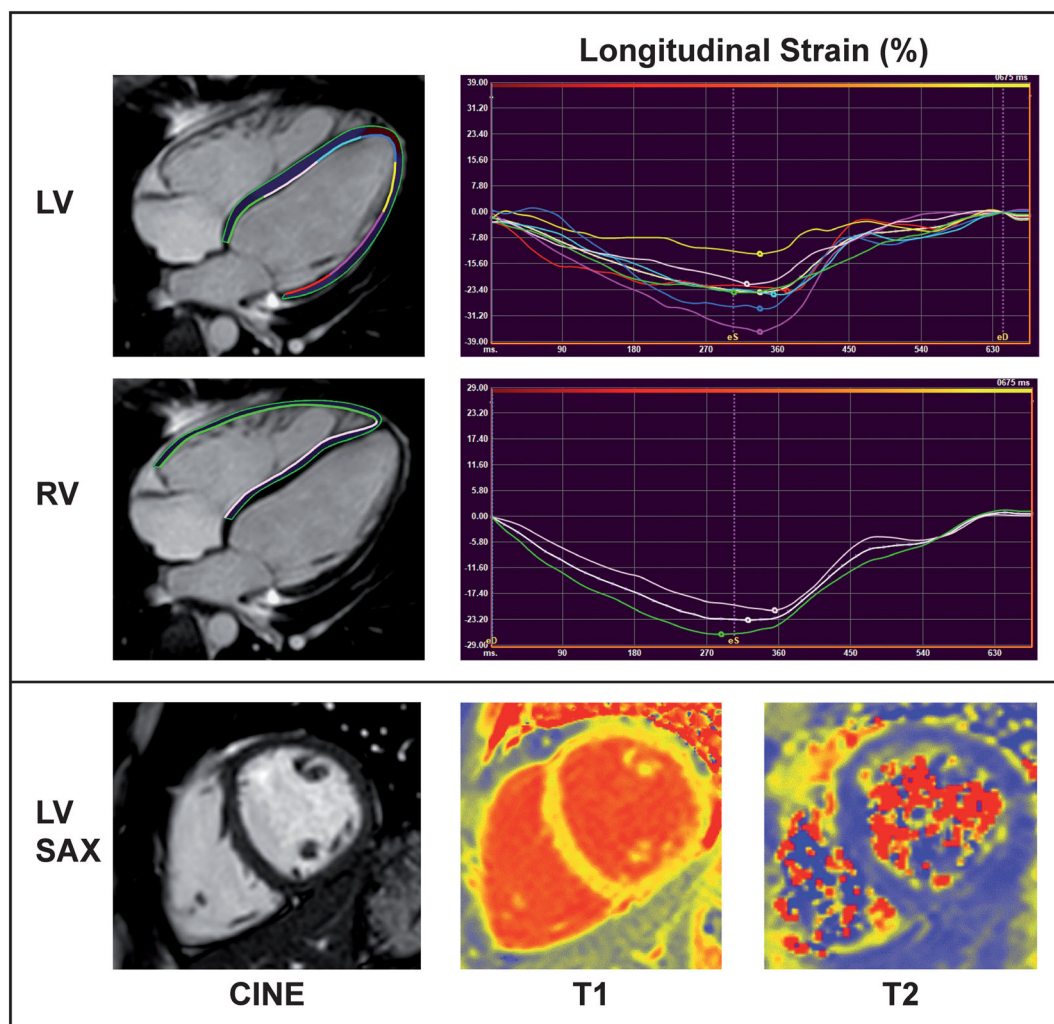 Longitudinal Strain (%)
LV
0675 ms
39.00
31.20
23.40
15.60
7.80
0.00
-7.80
-15.60
-23.40
-31.20
-39.00
eS
eD
ms.
90
180
270
360
450
540
630
RV
0675 ms
29.00
23.20
17.40
11.60
5.80
0.00
-5.80
-11.60
-17.40
-23.20
-29.00
eD
eS
ms.
90
180
270
360
450
540
630
LV
SAX
CINE
T1
T2